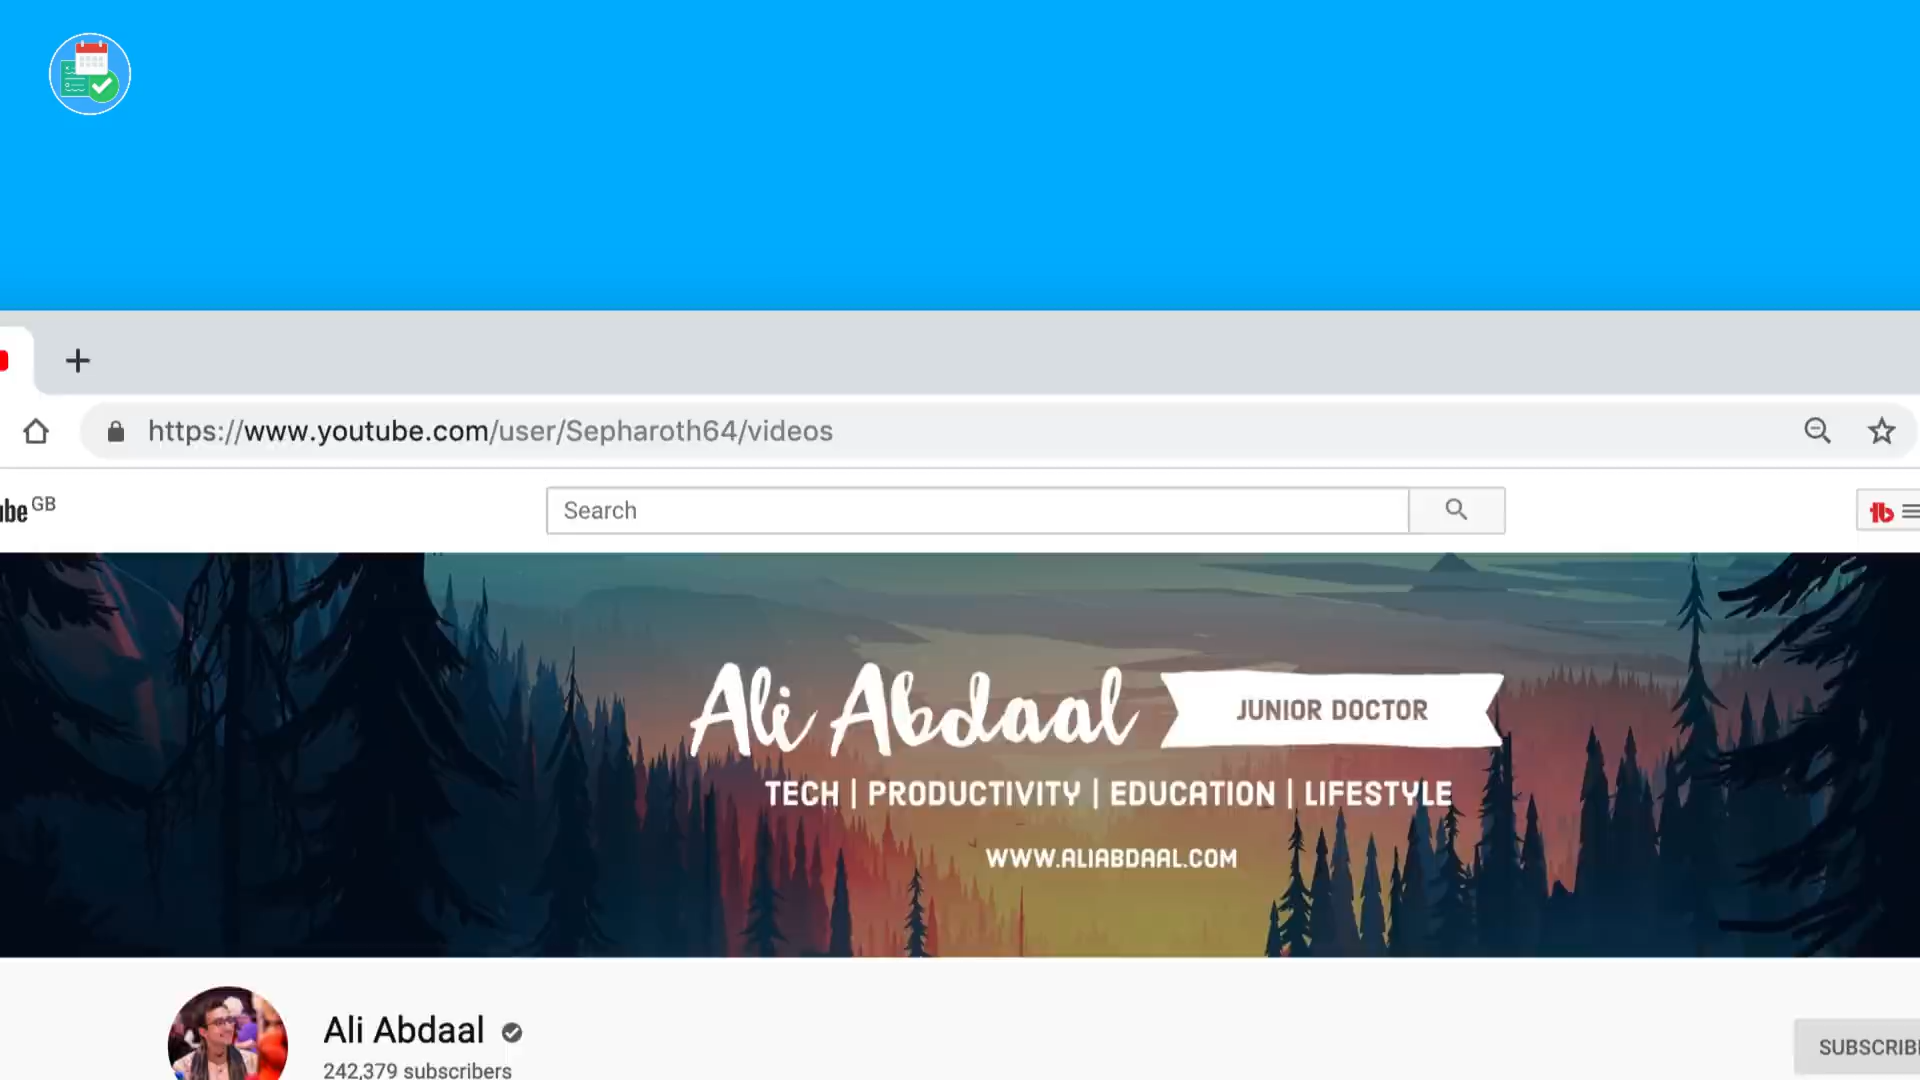 https://www.youtube.com/user/Sepharoth64/videos
ube GB
Search
Ali Abdaal JUNIOR DOCTOR
TECH | PRODUCTIVITY | EDUCATION | LIFESTYLE
WWW.ALIABDAAL.COM
Ali Abdaal
242,379 subscribers
SUBSCRIB